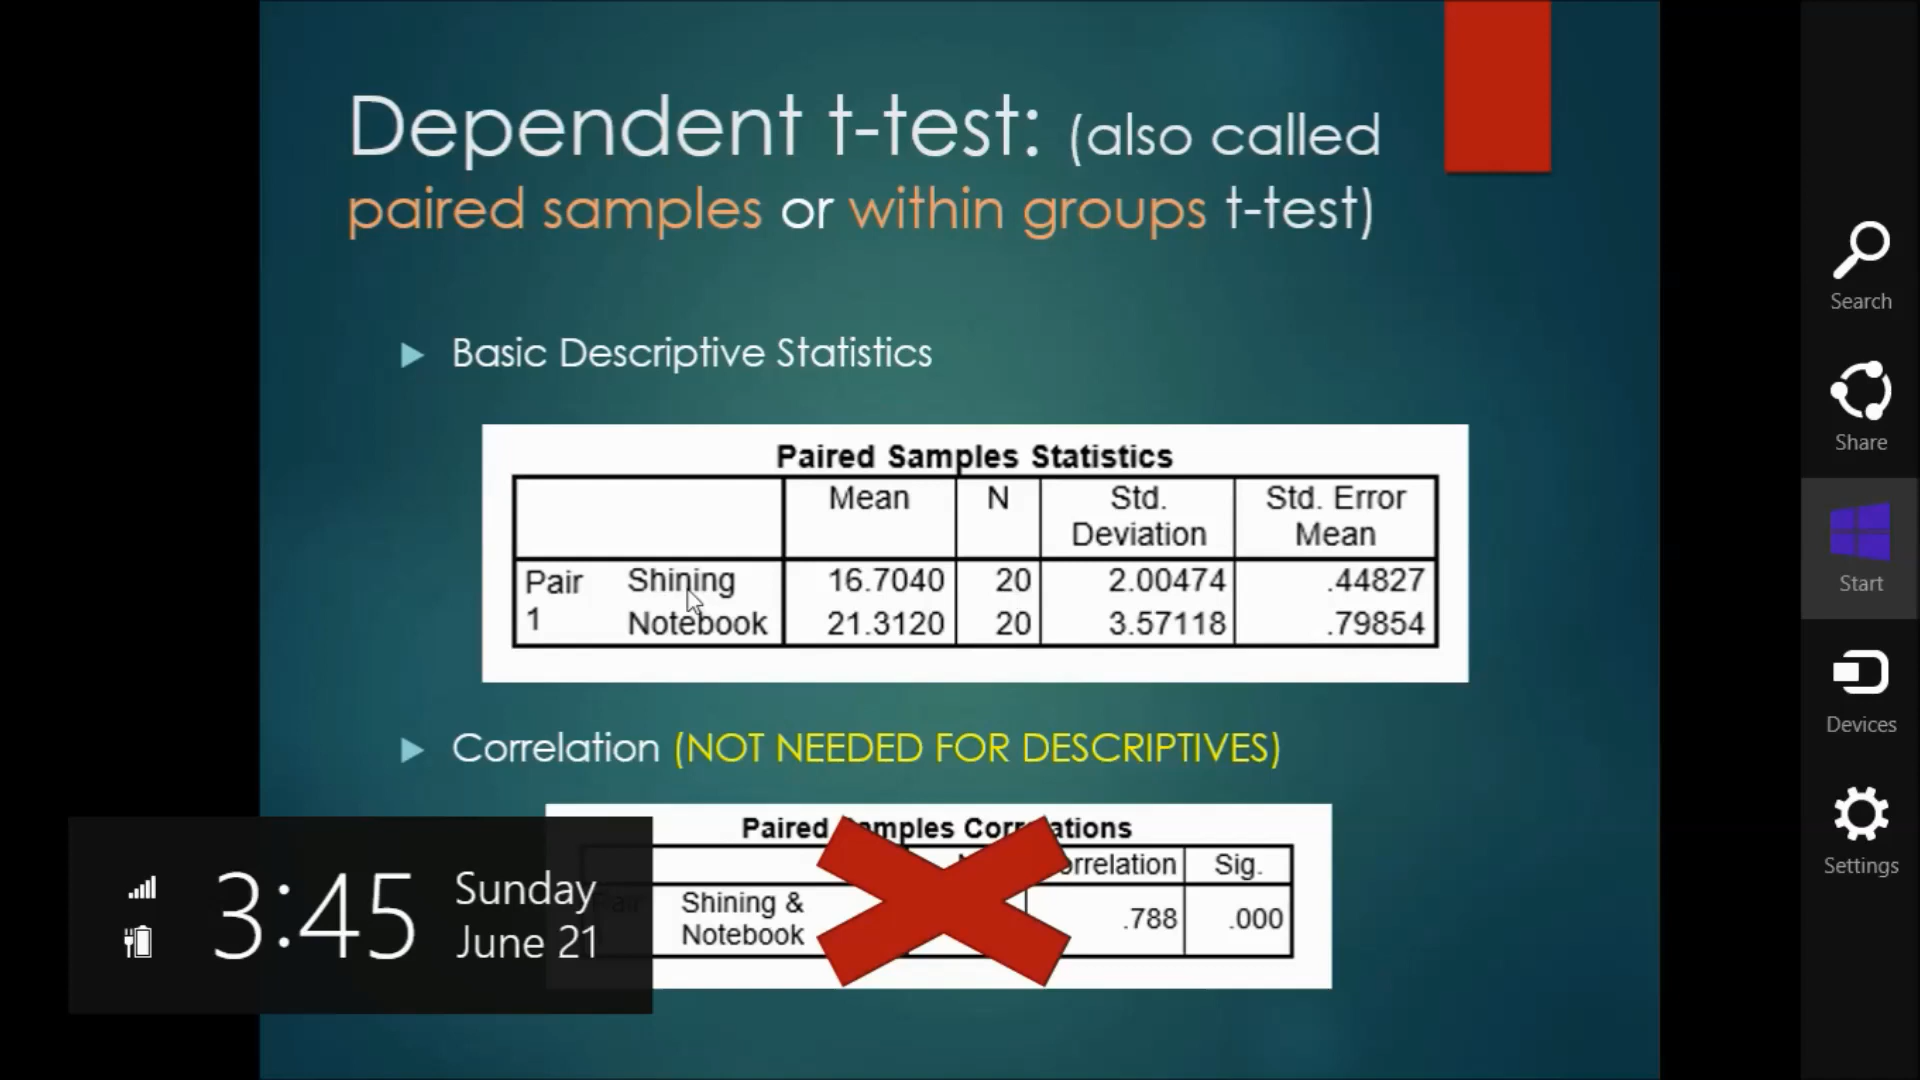 Dependent t-test: (also called
paired samples or within groups t-test)
Basic Descriptive Statistics
Paired Samples Statistics
Mean N Std. Deviation Std. Error Mean
Pair 1 Shining 16.7040 20 2.00474 .44827
Notebook 21.3120 20 3.57118 .79854
Correlation (NOT NEEDED FOR DESCRIPTIVES)
Paired Samples Correlations
Correlation Sig.
Shining & Notebook .788 .000
3:45
Sunday
June 21
Search
Share
Start
Devices
Settings